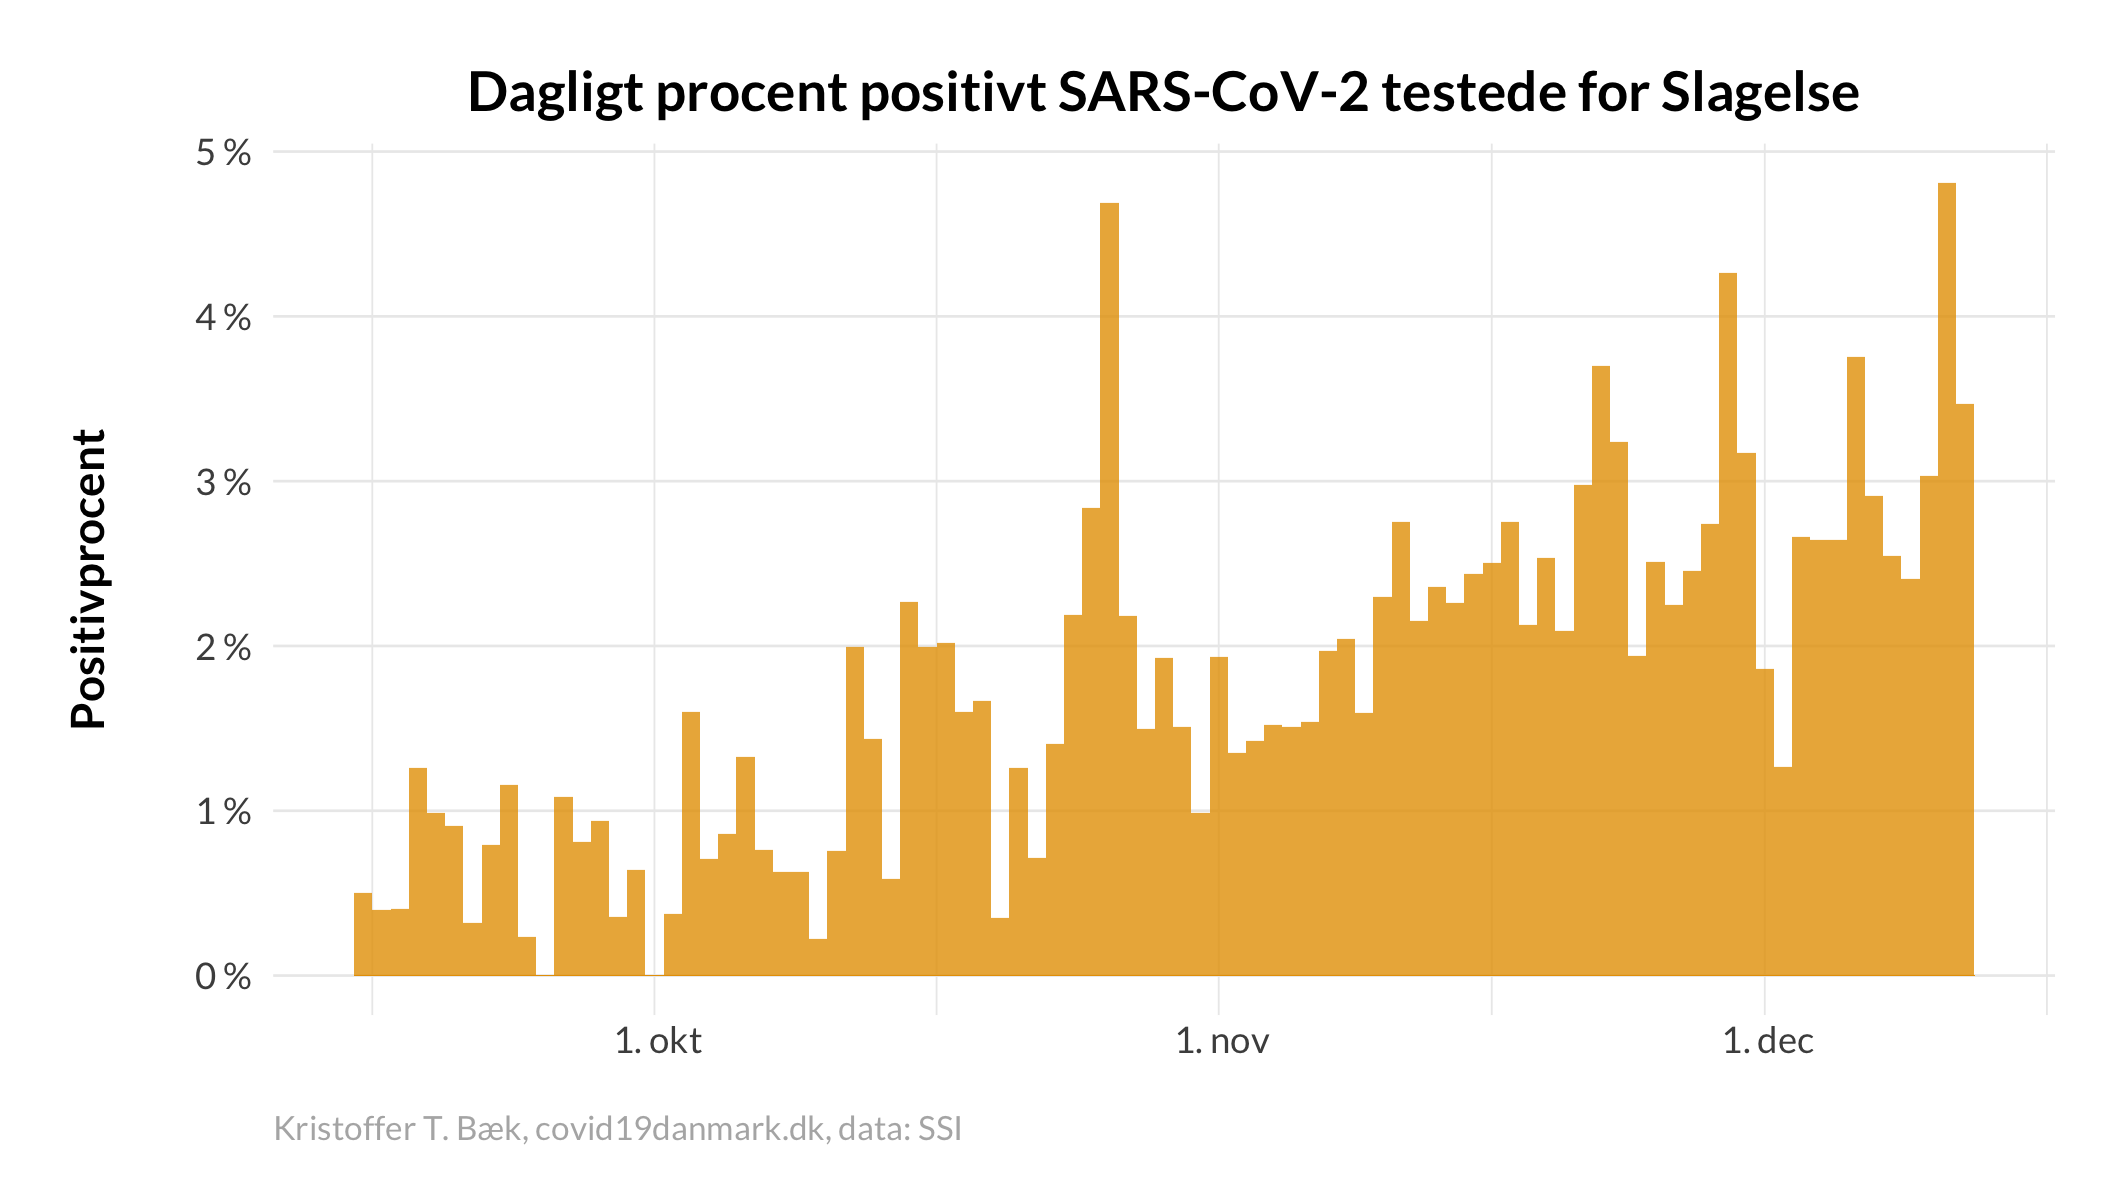 Dagligt procent positivt SARS-CoV-2 testede for Slagelse
5 %
4 %
3 %
2 %
1 %
0 %
Positivprocent
1. okt
1. nov
1. dec
Kristoffer T. Bæk, covid19danmark.dk, data: SSI